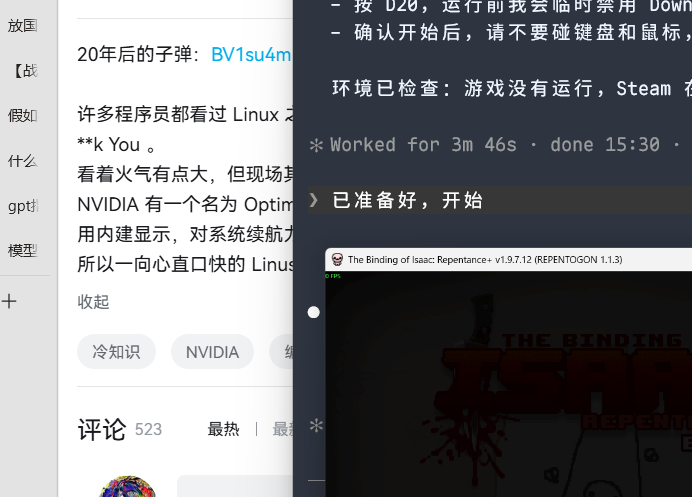 放国
【战
假如
什么
gpt
模型
20年后的子弹：BV1su4m
许多程序员都看过 Linux
**k You 。
看着火气有点大，但现场其
NVIDIA 有一个名为 Optim
用内建显示，对系统续航力
所以一向心直口快的 Linus
收起
冷知识
NVIDIA
评论 523
最热 | 最新
- 按 D20，运行前我会临时禁用 Down
- 确认开始后，请不要碰键盘和鼠标，
环境已检查：游戏没有运行，Steam 在
Worked for 3m 46s · done 15:30 ·
❯ 已准备好，开始
The Binding of Isaac: Repentance+ v1.9.7.12 (REPENTOGON 1.1.3)
0 FPS
THE BINDING
ISAA
REPENT